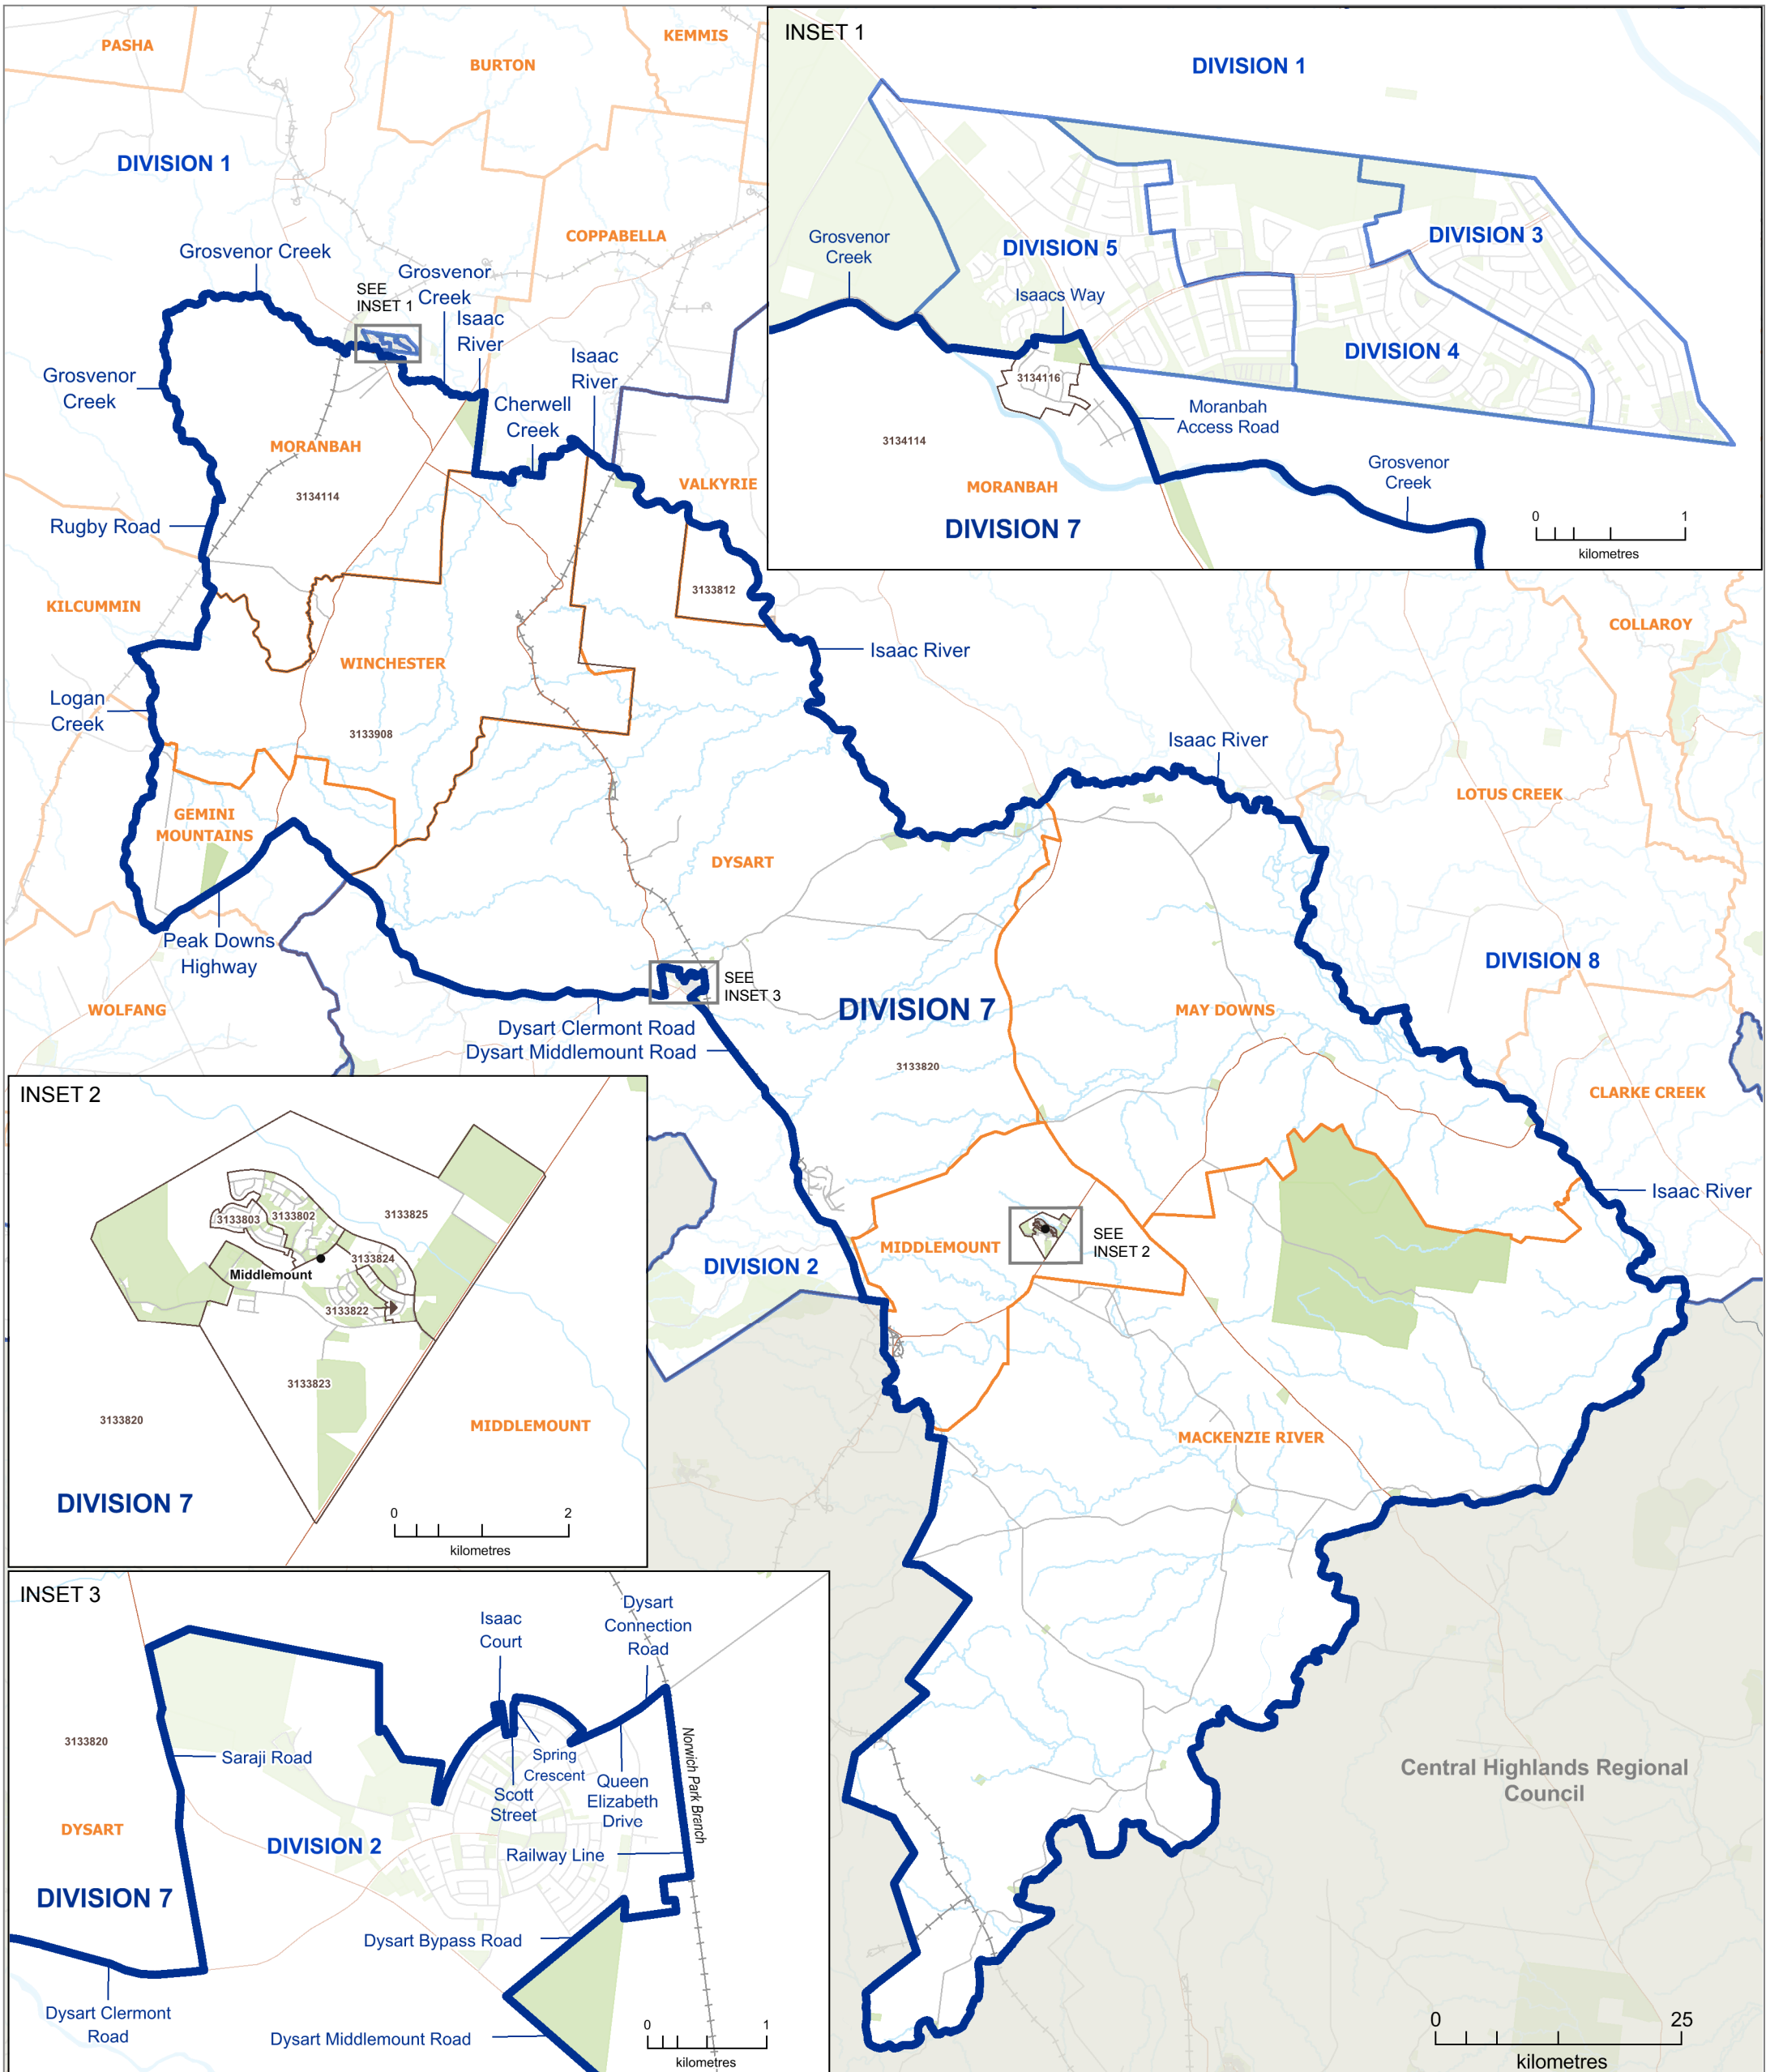 PASHA
BURTON
KEMMIS
DIVISION 1
COPPABELLA
Grosvenor Creek
SEE
INSET 1
Grosvenor
Creek
Isaac
River
Isaac
River
Grosvenor
Creek
Cherwell
Creek
MORANBAH
3134114
VALKYRIE
Rugby Road
3133812
KILCUMMIN
WINCHESTER
Isaac River
COLLAROY
Logan
Creek
3133908
Isaac River
LOTUS CREEK
GEMINI
MOUNTAINS
DYSART
Peak Downs
Highway
DIVISION 8
SEE
INSET 3
WOLFANG
DIVISION 7
MAY DOWNS
Dysart Clermont Road
Dysart Middlemount Road
3133820
CLARKE CREEK
Isaac River
SEE
INSET 2
MIDDLEMOUNT
DIVISION 2
MACKENZIE RIVER
Central Highlands Regional
Council
0 25
kilometres
INSET 1
DIVISION 1
Grosvenor
Creek
DIVISION 5
DIVISION 3
Isaacs Way
DIVISION 4
3134116
Moranbah
Access Road
3134114
Grosvenor
Creek
MORANBAH
DIVISION 7
0 1
kilometres
INSET 2
3133803
3133802
3133825
3133824
Middlemount
3133822
3133823
3133820
MIDDLEMOUNT
DIVISION 7
0 2
kilometres
INSET 3
Isaac
Court
Dysart
Connection
Road
3133820
Saraji Road
Spring
Crescent
Scott
Street
Queen
Elizabeth
Drive
Norwich Park Branch
DYSART
DIVISION 2
Railway Line
DIVISION 7
Dysart Bypass Road
Dysart Clermont
Road
Dysart Middlemount Road
0 1
kilometres